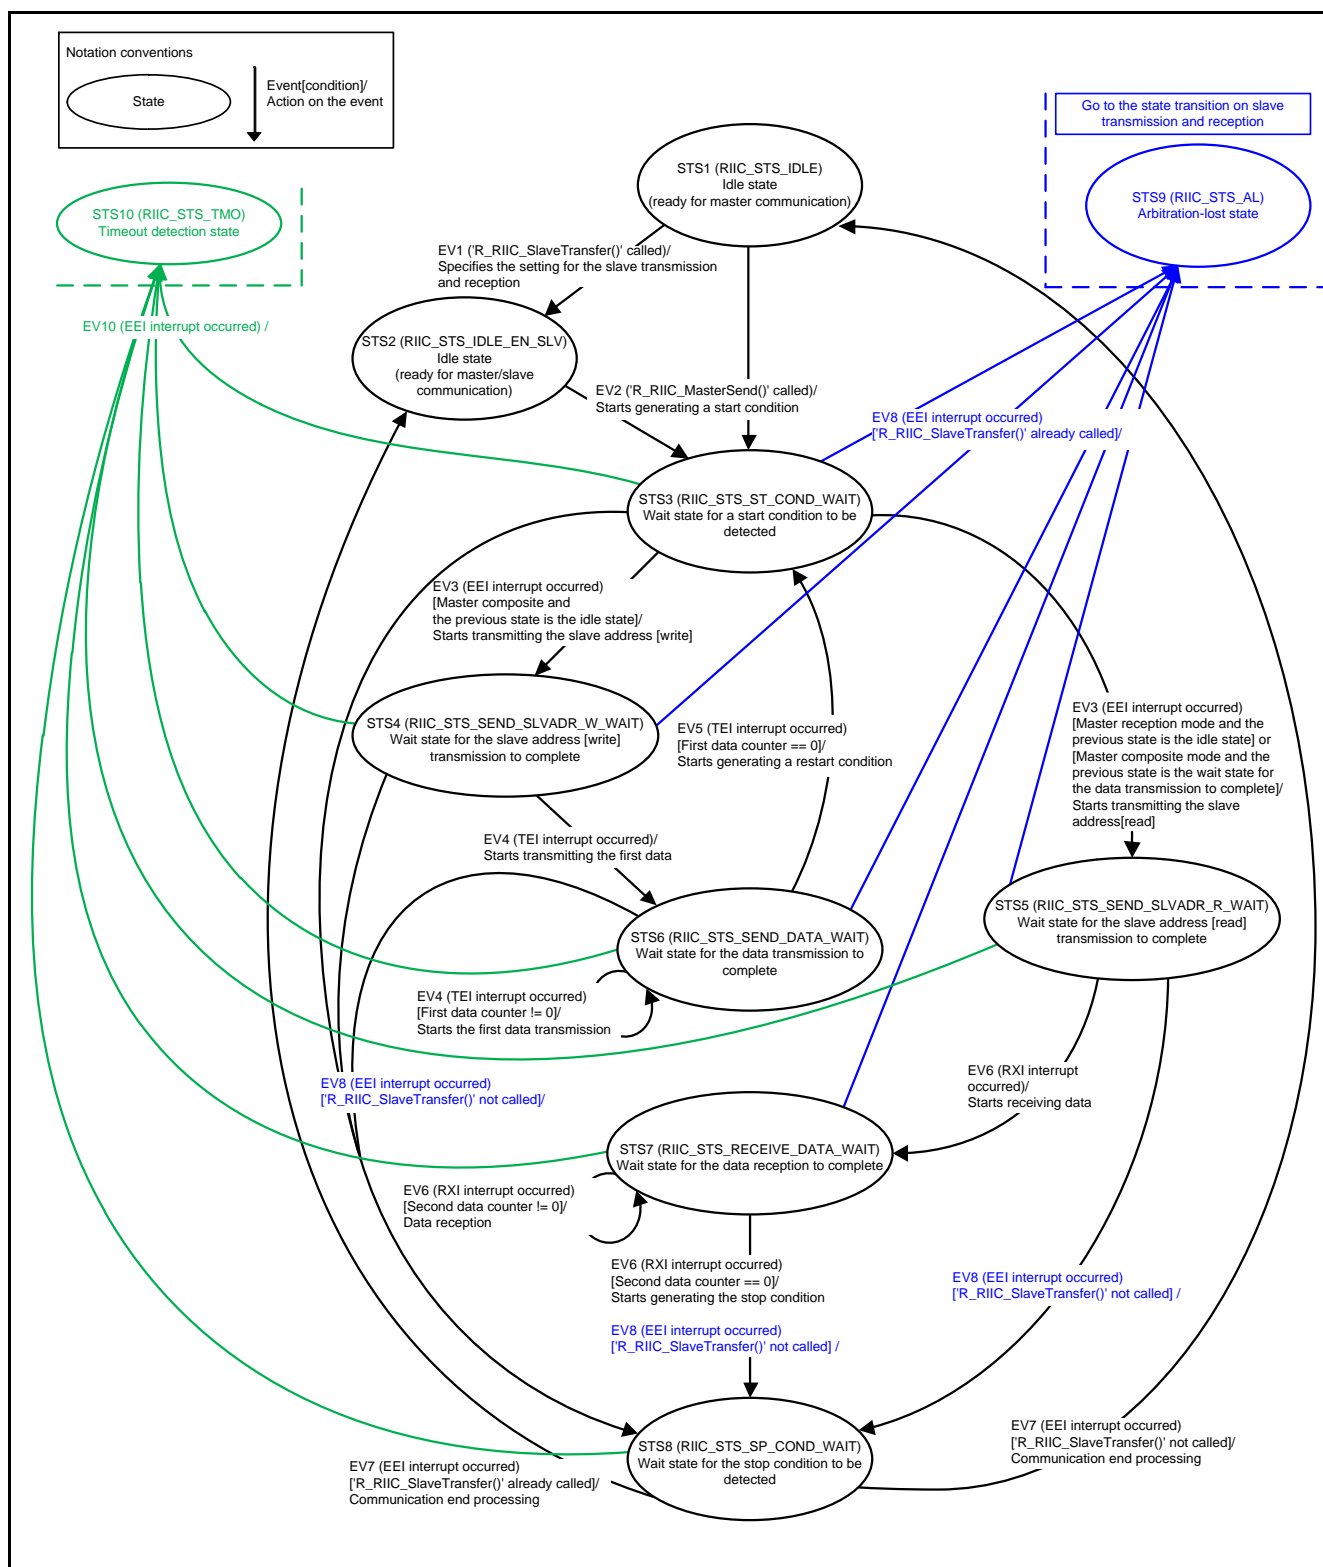 Notation conventions
State
Event[condition]/
Action on the event
Go to the state transition on slave
transmission and reception
STS1 (RIIC_STS_IDLE)
Idle state
(ready for master communication)
STS9 (RIIC_STS_AL)
Arbitration-lost state
STS10 (RIIC_STS_TMO)
Timeout detection state
EV1 ('R_RIIC_SlaveTransfer()' called)/
Specifies the setting for the slave transmission
and reception
EV10 (EEI interrupt occurred) /
STS2 (RIIC_STS_IDLE_EN_SLV)
Idle state
(ready for master/slave
communication)
EV2 ('R_RIIC_MasterSend()' called)/
Starts generating a start condition
EV8 (EEI interrupt occurred)
['R_RIIC_SlaveTransfer()' already called]/
STS3 (RIIC_STS_ST_COND_WAIT)
Wait state for a start condition to be
detected
EV3 (EEI interrupt occurred)
[Master composite and
the previous state is the idle state]/
Starts transmitting the slave address [write]
STS4 (RIIC_STS_SEND_SLVADR_W_WAIT)
Wait state for the slave address [write]
transmission to complete
EV5 (TEI interrupt occurred)
[First data counter == 0]/
Starts generating a restart condition
EV3 (EEI interrupt occurred)
[Master reception mode and the
previous state is the idle state] or
[Master composite mode and the
previous state is the wait state for
the data transmission to complete]/
Starts transmitting the slave
address[read]
EV4 (TEI interrupt occurred)/
Starts transmitting the first data
STS5 (RIIC_STS_SEND_SLVADR_R_WAIT)
Wait state for the slave address [read]
transmission to complete
STS6 (RIIC_STS_SEND_DATA_WAIT)
Wait state for the data transmission to
complete
EV4 (TEI interrupt occurred)
[First data counter != 0]/
Starts the first data transmission
EV8 (EEI interrupt occurred)
['R_RIIC_SlaveTransfer()' not called]/
EV6 (RXI interrupt
occurred)/
Starts receiving data
STS7 (RIIC_STS_RECEIVE_DATA_WAIT)
Wait state for the data reception to complete
EV6 (RXI interrupt occurred)
[Second data counter != 0]/
Data reception
EV6 (RXI interrupt occurred)
[Second data counter == 0]/
Starts generating the stop condition
EV8 (EEI interrupt occurred)
['R_RIIC_SlaveTransfer()' not called] /
EV8 (EEI interrupt occurred)
['R_RIIC_SlaveTransfer()' not called] /
STS8 (RIIC_STS_SP_COND_WAIT)
Wait state for the stop condition to be
detected
EV7 (EEI interrupt occurred)
['R_RIIC_SlaveTransfer()' already called]/
Communication end processing
EV7 (EEI interrupt occurred)
['R_RIIC_SlaveTransfer()' not called]/
Communication end processing